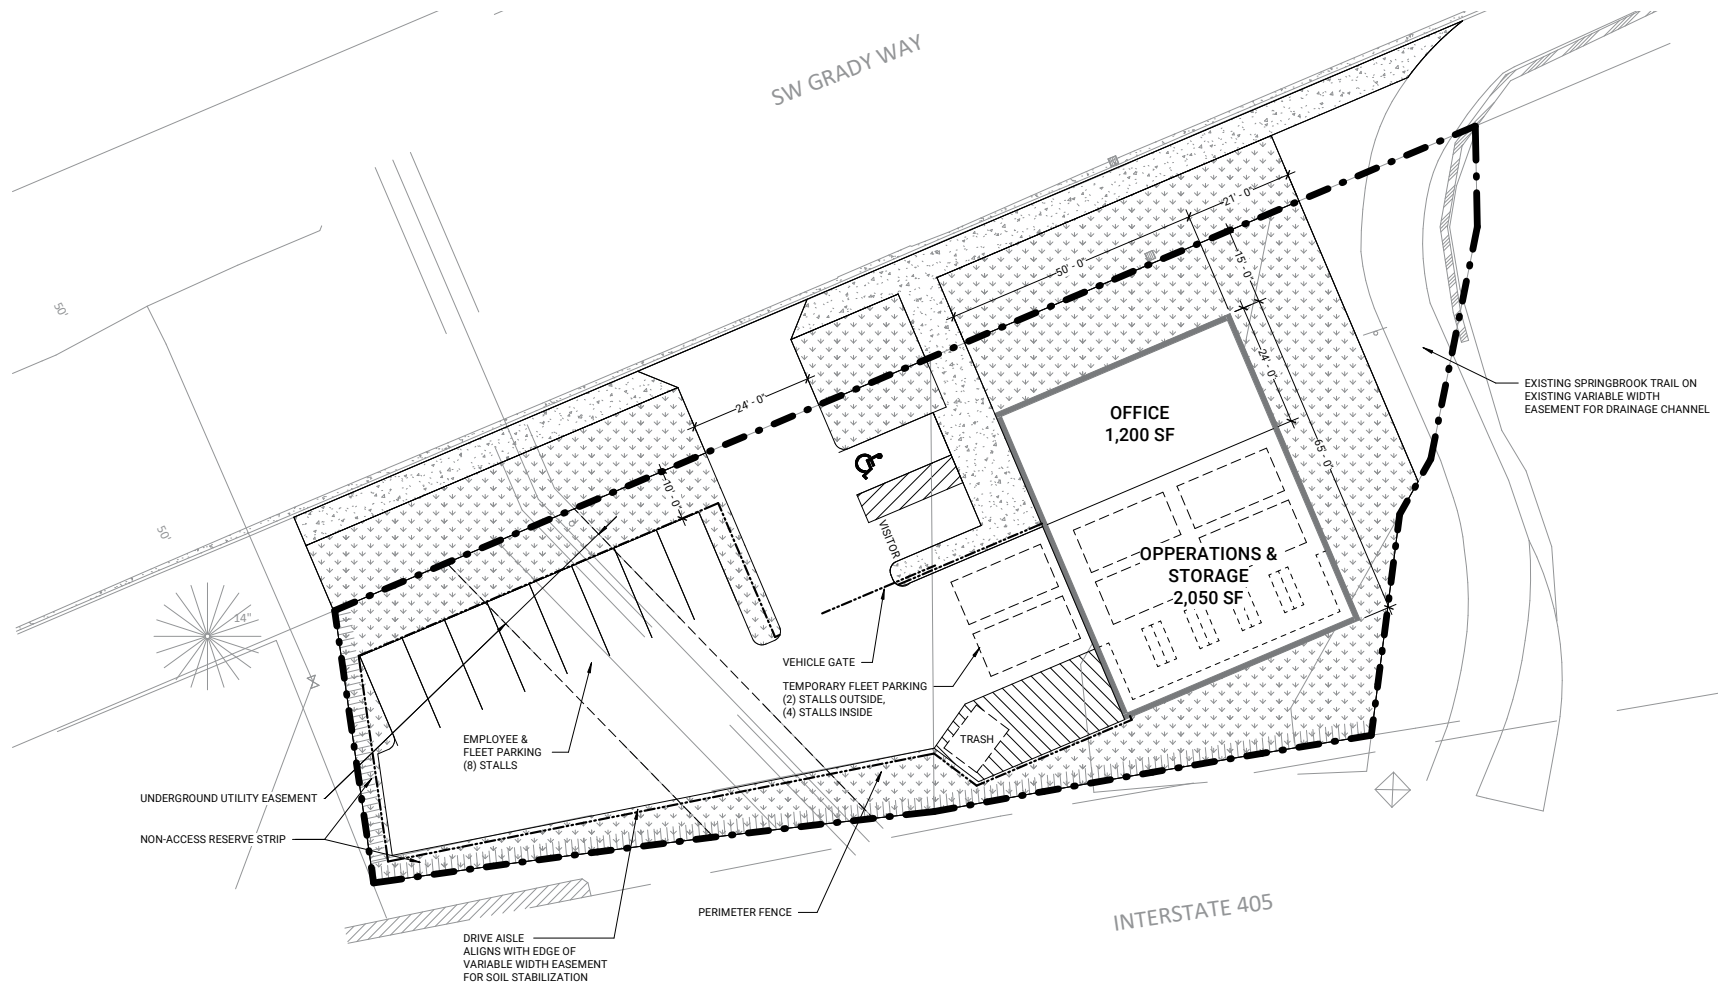 SW GRADY WAY
21' - 0"
50' - 0"
15' - 0"
24' - 0"
65' - 0"
24' - 0"
10' - 0"
50'
50'
14"
OFFICE
1,200 SF
EXISTING SPRINGBROOK TRAIL ON
EXISTING VARIABLE WIDTH
EASEMENT FOR DRAINAGE CHANNEL
VISITOR
OPPERATIONS &
STORAGE
2,050 SF
VEHICLE GATE
TEMPORARY FLEET PARKING
(2) STALLS OUTSIDE,
(4) STALLS INSIDE
TRASH
EMPLOYEE &
FLEET PARKING
(8) STALLS
UNDERGROUND UTILITY EASEMENT
NON-ACCESS RESERVE STRIP
PERIMETER FENCE
DRIVE AISLE
ALIGNS WITH EDGE OF
VARIABLE WIDTH EASEMENT
FOR SOIL STABILIZATION
INTERSTATE 405